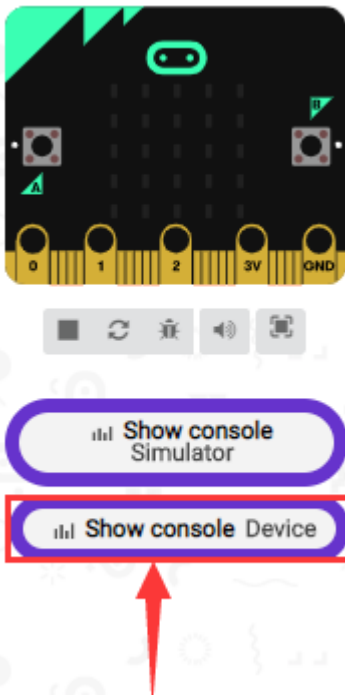 B
A
0 1 2 3V GND
Show console
Simulator
Show console Device